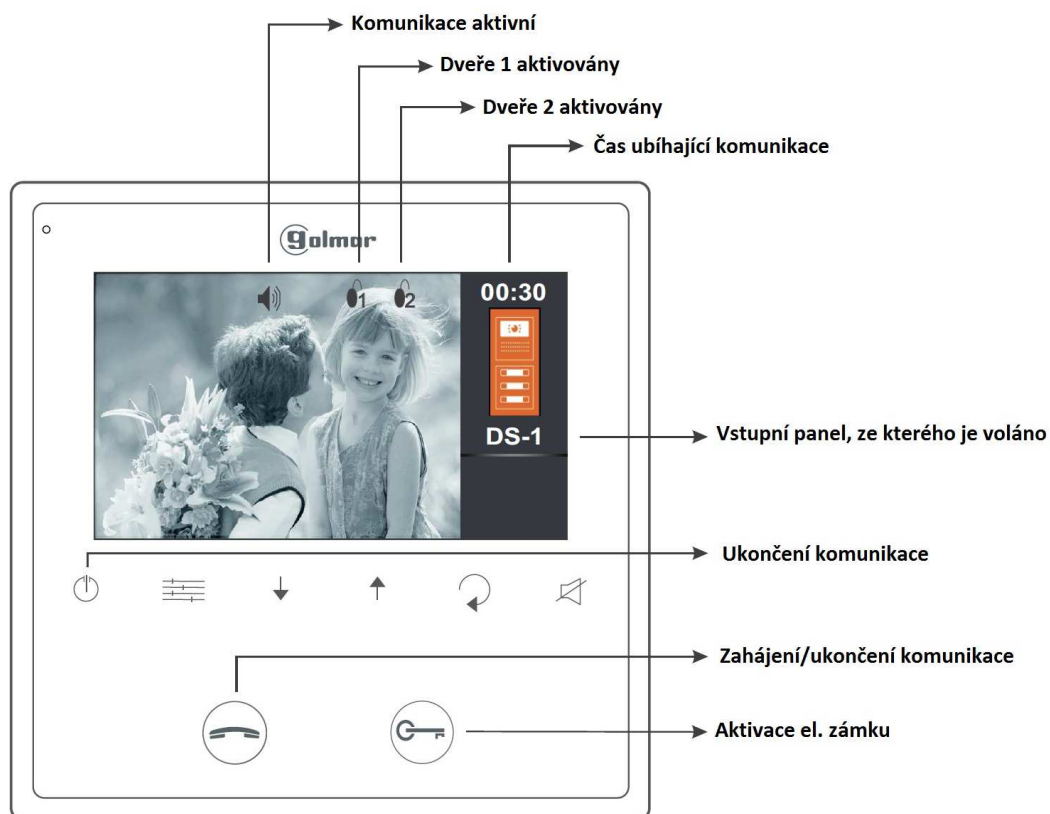 Komunikace aktivní
Dveře 1 aktivovány
Dveře 2 aktivovány
Čas ubíhající komunikace
golmar
1
2
00:30
DS-1
Vstupní panel, ze kterého je voláno
Ukončení komunikace
Zahájení/ukončení komunikace
Aktivace el. zámku